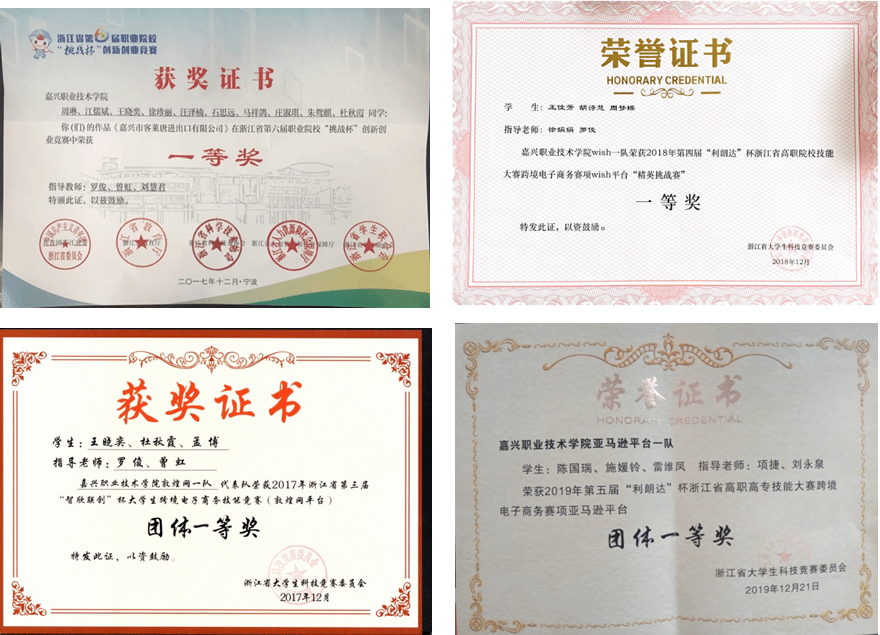 浙江省第六届职业院校
“挑战杯”创新创业竞赛
获奖证书
嘉兴职业技术学院
周琳、江儒斌、王晓奕、徐珍丽、汪泽楠、石思远、马祥鸽、庄淑琪、朱鸳麒、杜秋霞 同学:
你(们)的作品《嘉兴市客莱唐进出口有限公司》在浙江省第六届职业院校“挑战杯”创新创
业竞赛中荣获
一等奖
指导教师: 罗俊、曾虹、刘慧君
特颁此证，以兹鼓励。
二〇一七年十二月·宁波
荣誉证书
HONORARY CREDENTIAL
学 生: 王佳芳 胡诗慧 周梦蝶
指导老师: 徐娟娟 罗俊
嘉兴职业技术学院wish一队荣获2018年第四届“利朗达”杯浙江省高职院校技能
大赛跨境电子商务赛项wish平台“精英挑战赛”
一等奖
特发此证，以资鼓励。
浙江省大学生科技竞赛委员会
2018年12月
获奖证书
学生: 王晓奕、杜秋霞、孟博
指导老师: 罗俊、曾虹
嘉兴职业技术学院敦煌网一队 代表队荣获2017年浙江省第三届
“智欣联创”杯大学生跨境电子商务技能竞赛(敦煌网平台)
团体一等奖
特发此证、以资鼓励。
浙江省大学生科技竞赛委员会
2017年12月
荣誉证书
HONORARY CREDENTIAL
嘉兴职业技术学院亚马逊平台一队
学生: 陈国瑞、施媛铃、雷维凤 指导老师: 项捷、刘永泉
荣获2019年第五届“利朗达”杯浙江省高职高专技能大赛跨境
电子商务赛项亚马逊平台
团体一等奖
浙江省大学生科技竞赛委员会
2019年12月21日